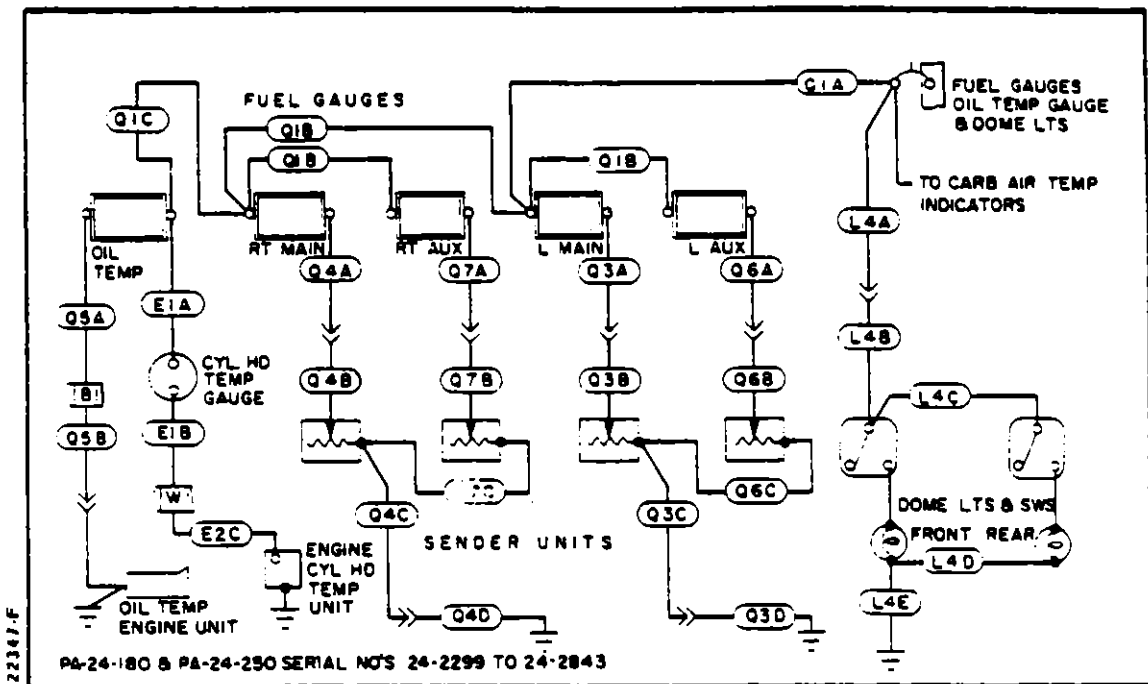 FUEL GAUGES
Q1C
Q1B
Q1B
Q1B
C1A
FUEL GAUGES
OIL TEMP GAUGE
& DOME LTS
TO CARB AIR TEMP
INDICATORS
L4A
OIL
TEMP
RT MAIN
RT AUX
L MAIN
L AUX
Q4A
Q7A
Q3A
Q6A
Q5A
E1A
L4B
CYL HD
TEMP
GAUGE
Q4B
Q7B
Q3B
Q6B
B
L4C
Q5B
E1B
W
Q6C
Q4C
Q3C
DOME LTS & SWS
FRONT REAR
E2C
SENDER UNITS
L4D
ENGINE
CYL HD
TEMP
UNIT
OIL TEMP
ENGINE UNIT
L4E
Q4D
Q3D
PA-24-180 & PA-24-250 SERIAL NO'S 24-2299 TO 24-2843